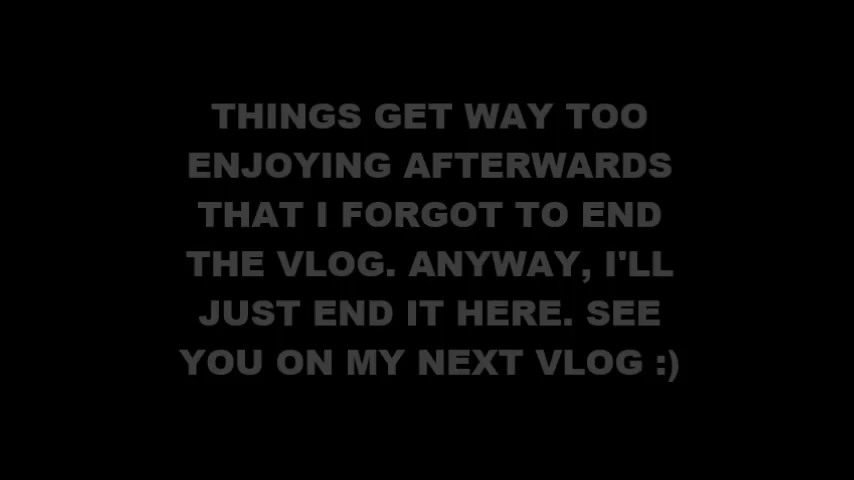 THINGS GET WAY TOO
ENJOYING AFTERWARDS
THAT I FORGOT TO END
THE VLOG. ANYWAY, I'LL
JUST END IT HERE. SEE
YOU ON MY NEXT VLOG :)